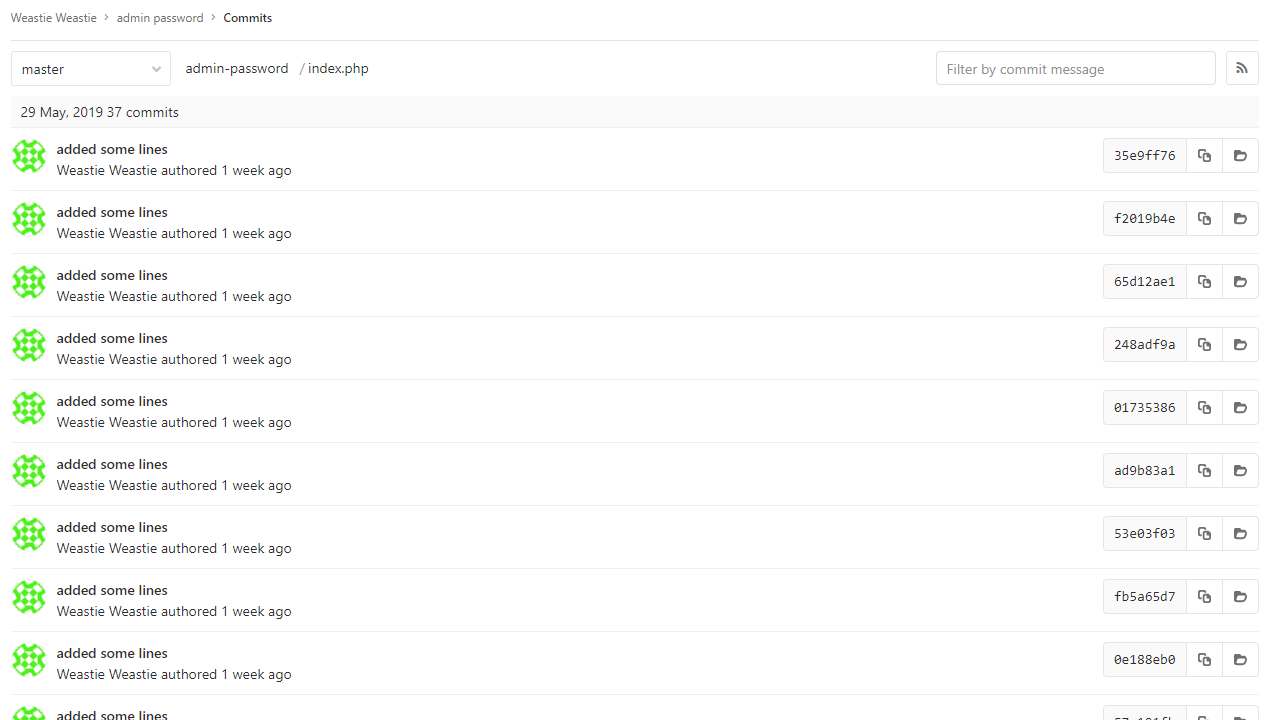 Weastie Weastie › admin password › Commits
master
admin-password / index.php
Filter by commit message
29 May, 2019 37 commits
added some lines
Weastie Weastie authored 1 week ago
35e9ff76
added some lines
Weastie Weastie authored 1 week ago
f2019b4e
added some lines
Weastie Weastie authored 1 week ago
65d12ae1
added some lines
Weastie Weastie authored 1 week ago
248adf9a
added some lines
Weastie Weastie authored 1 week ago
01735386
added some lines
Weastie Weastie authored 1 week ago
ad9b83a1
added some lines
Weastie Weastie authored 1 week ago
53e03f03
added some lines
Weastie Weastie authored 1 week ago
fb5a65d7
added some lines
Weastie Weastie authored 1 week ago
0e188eb0
added some lines